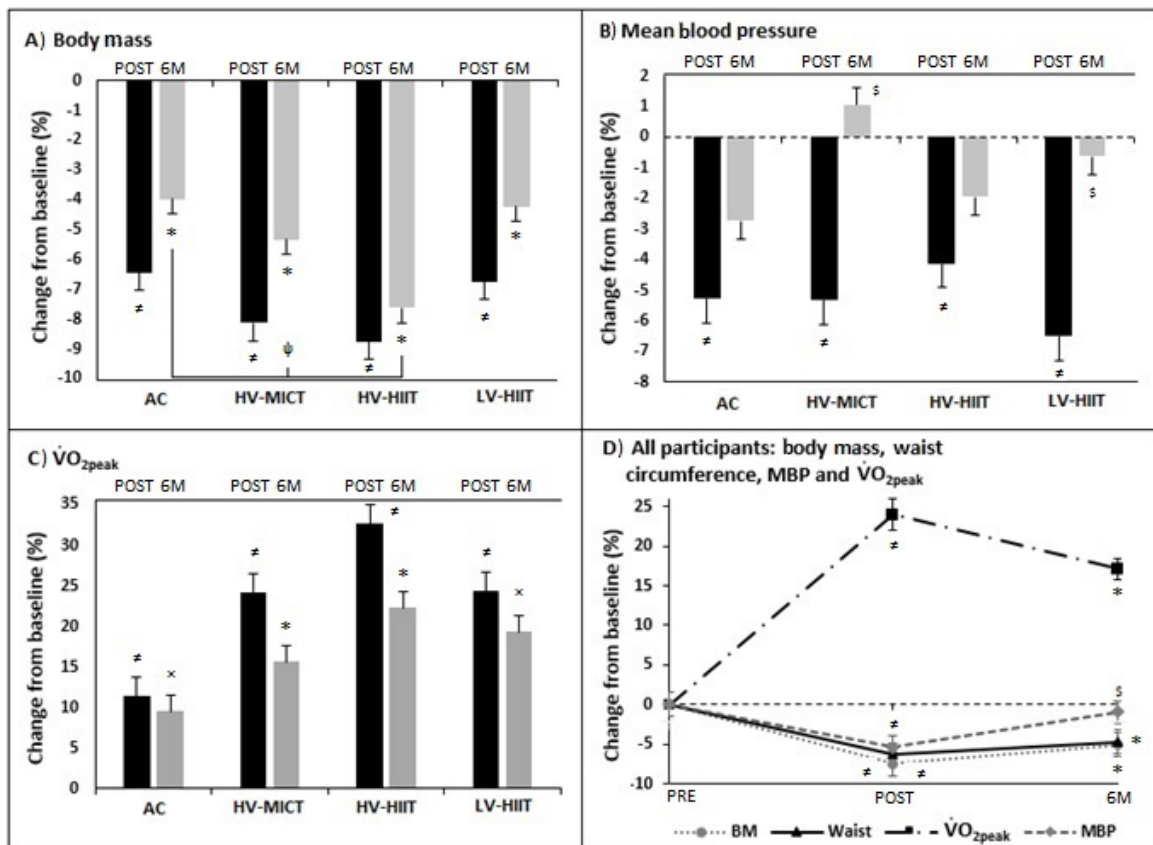 A) Body mass
POST 6M POST 6M POST 6M POST 6M
0
-1
-2
-3
-4
-5
-6
-7
-8
-9
-10
Change from baseline (%)
≠ * ≠ * ≠ * ≠ *
ψ
AC HV-MICT HV-HIIT LV-HIIT
B) Mean blood pressure
POST 6M POST 6M POST 6M POST 6M
2
1
0
-1
-2
-3
-4
-5
-6
-7
-8
Change from baseline (%)
≠ ≠ $ ≠ ≠ $
AC HV-MICT HV-HIIT LV-HIIT
C) V̇O2peak
POST 6M POST 6M POST 6M POST 6M
35
30
25
20
15
10
5
0
Change from baseline (%)
≠ × ≠ * ≠ * ≠ ×
AC HV-MICT HV-HIIT LV-HIIT
D) All participants: body mass, waist
circumference, MBP and V̇O2peak
25
20
15
10
5
0
-5
-10
Change from baseline (%)
≠ *
≠ $
≠ ≠ * *
PRE POST 6M
BM Waist V̇O2peak MBP